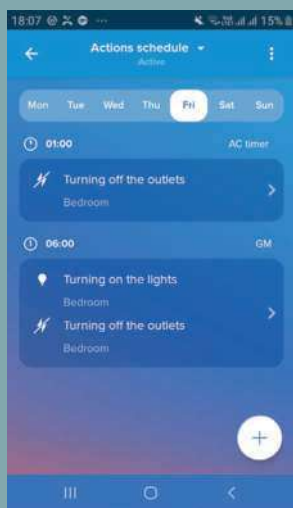 18:07 15%
Actions schedule
Active
Mon Tue Wed Thu Fri Sat Sun
01:00 AC timer
Turning off the outlets
Bedroom
06:00 GM
Turning on the lights
Bedroom
Turning off the outlets
Bedroom